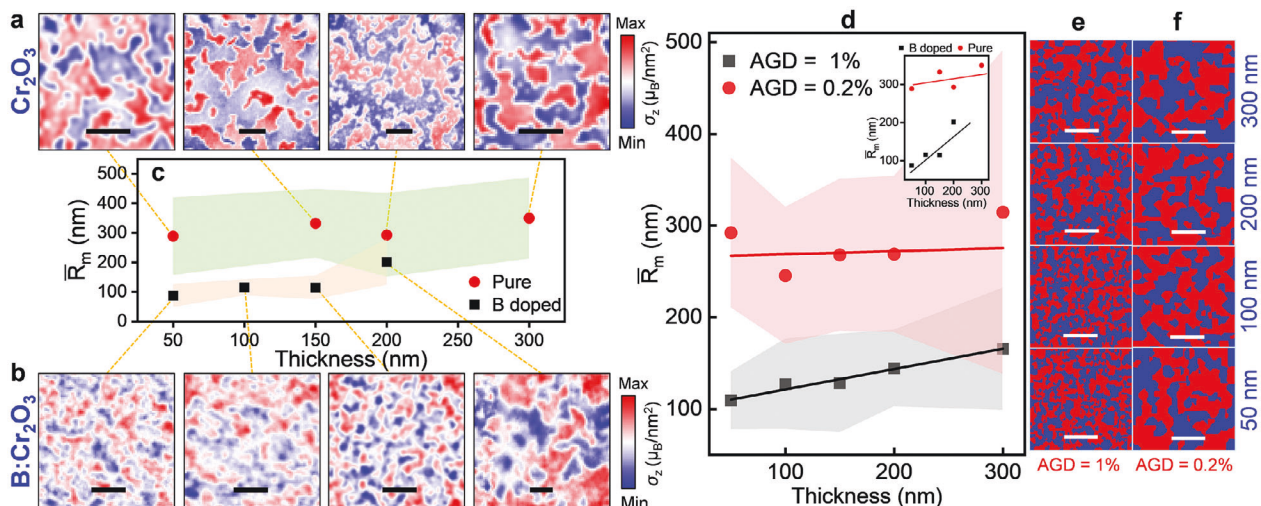 a
Cr₂O₃
Max
σz (μB/nm²)
Min
c
R̄m (nm)
500
400
300
200
100
0
Pure
B doped
50
100
150
200
250
300
Thickness (nm)
b
B:Cr₂O₃
Max
σz (μB/nm²)
Min
d
R̄m (nm)
500
400
300
200
100
AGD = 1%
AGD = 0.2%
B doped
Pure
R̄m (nm)
300
200
100
100
200
300
Thickness (nm)
100
200
300
Thickness (nm)
e
f
300 nm
200 nm
100 nm
50 nm
AGD = 1%
AGD = 0.2%